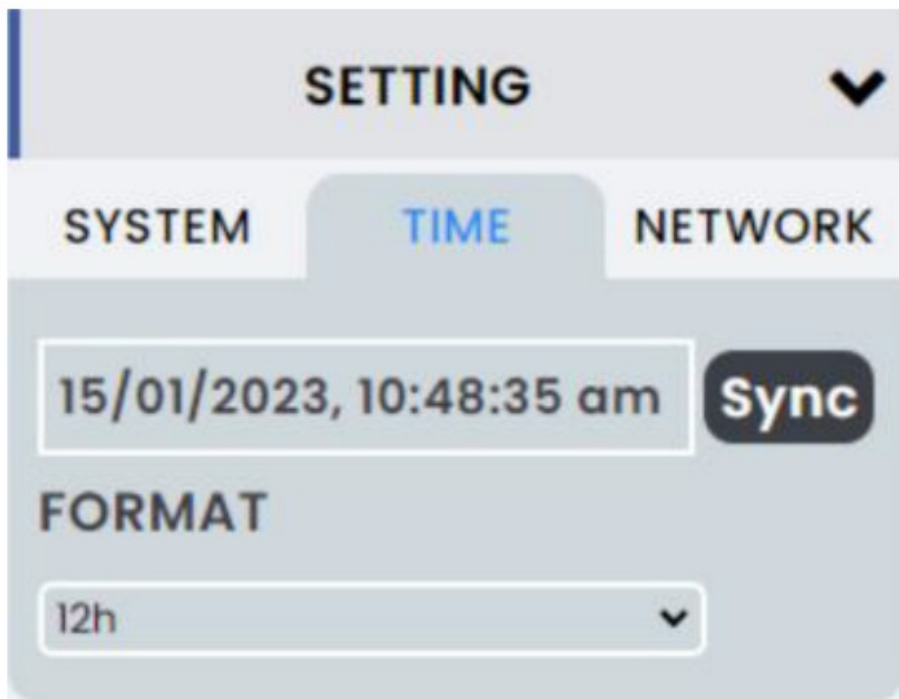 SETTING
SYSTEM TIME NETWORK
15/01/2023, 10:48:35 am Sync
FORMAT
12h